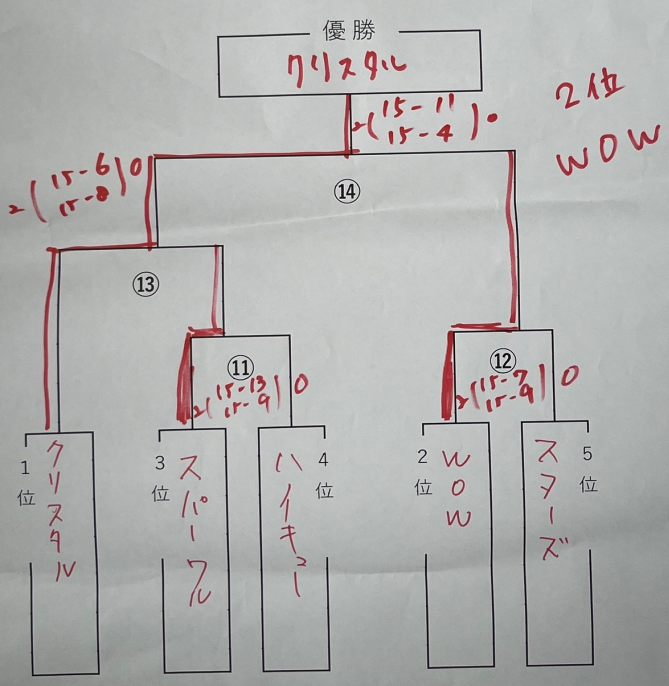 優勝
クリスタル
2(15-11 15-4)0
2位
WOW
2(15-6 15-8)0
⑭
⑬
⑪
2(15-13 15-9)0
⑫
2(15-7 15-9)0
1位
クリスタル
3位
スパークル
4位
ハイキュー
2位
WOW
5位
スターズ